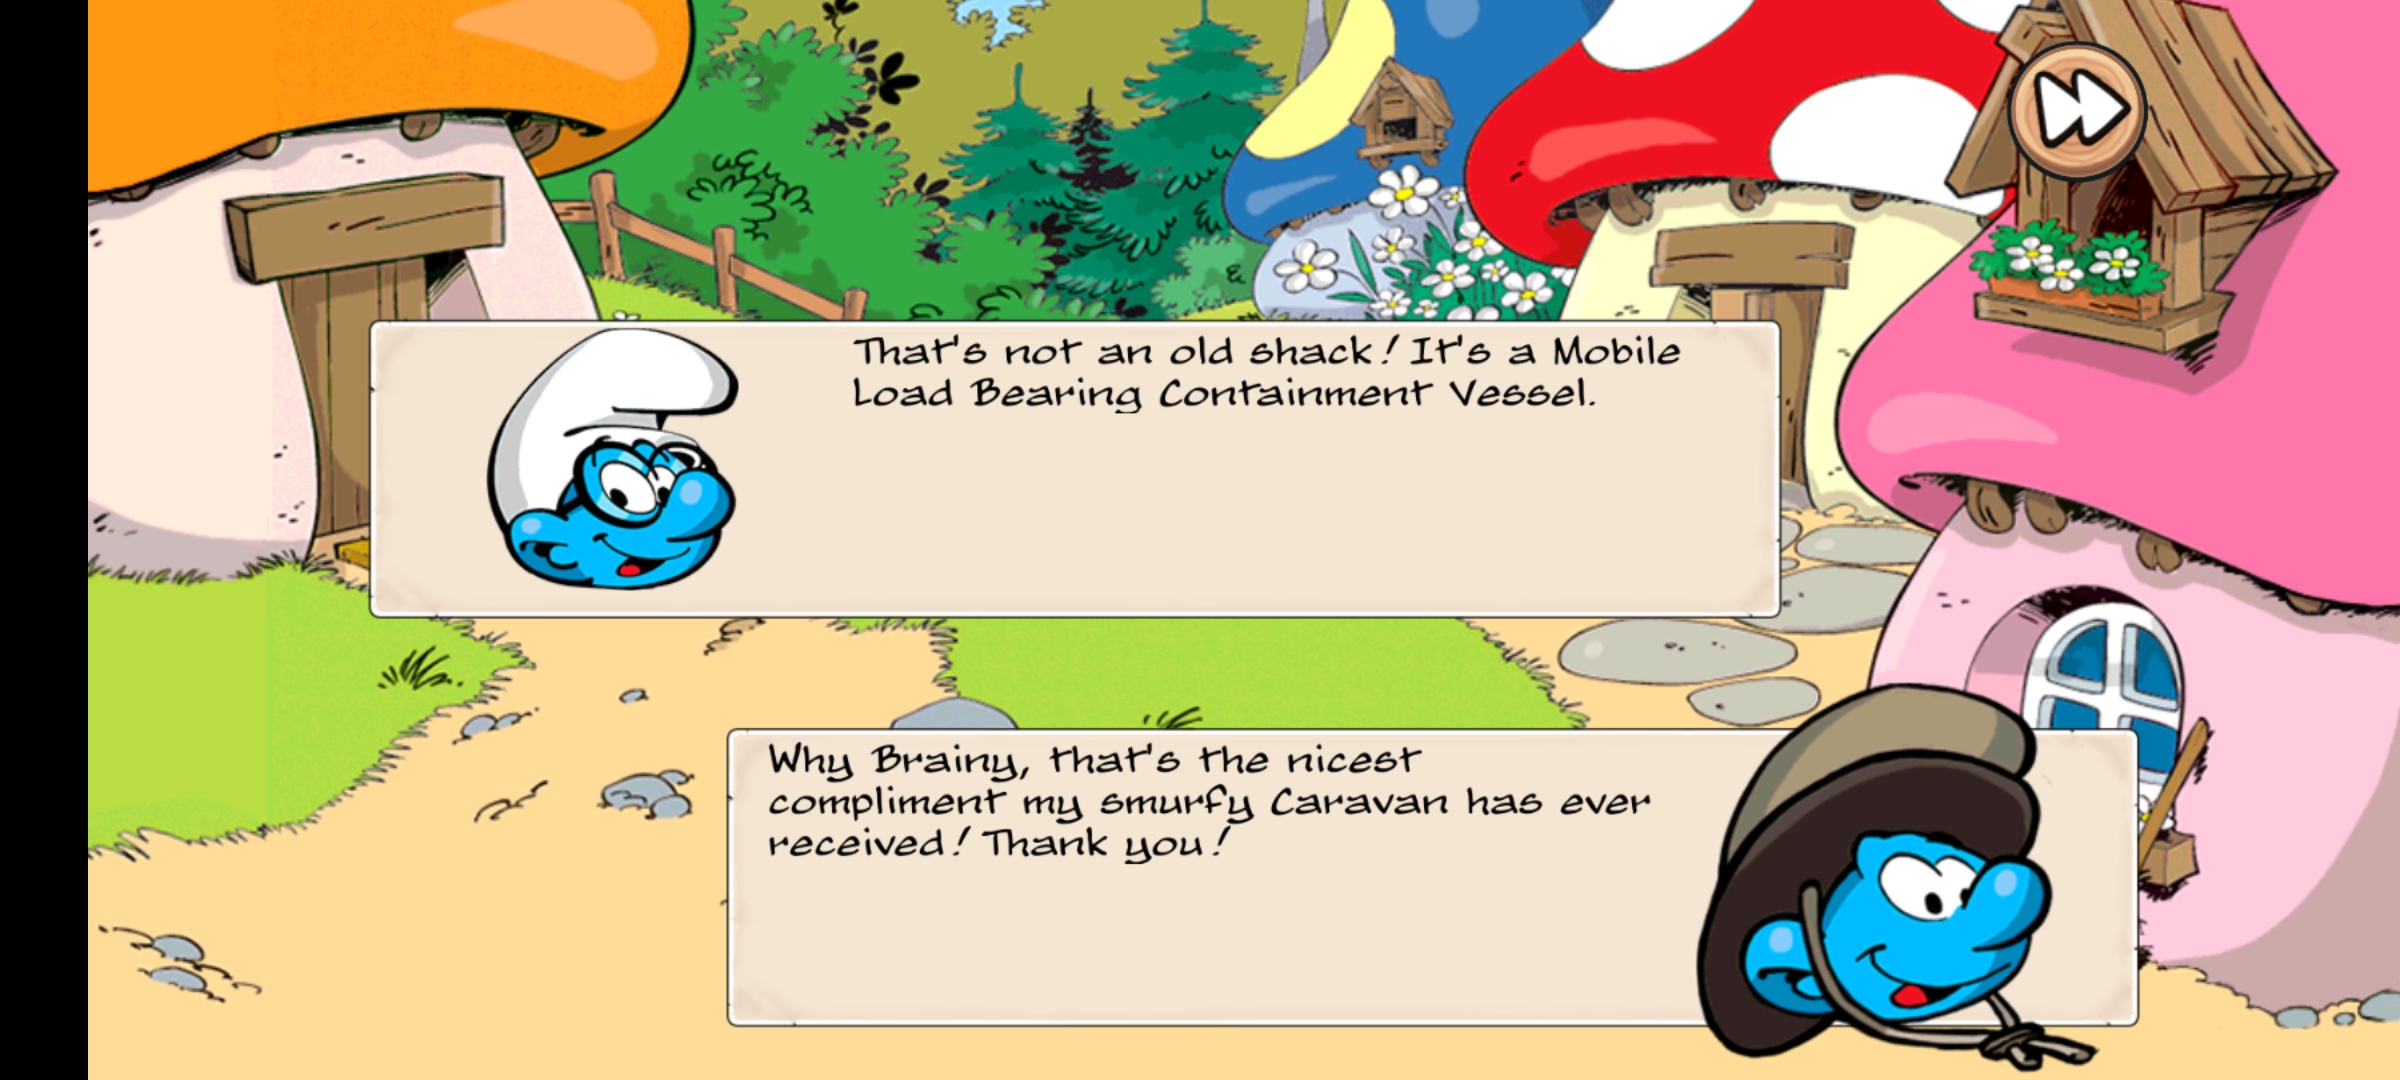 That's not an old shack! It's a Mobile
Load Bearing Containment Vessel.
Why Brainy, that's the nicest
compliment my smurfy Caravan has ever
received! Thank you!